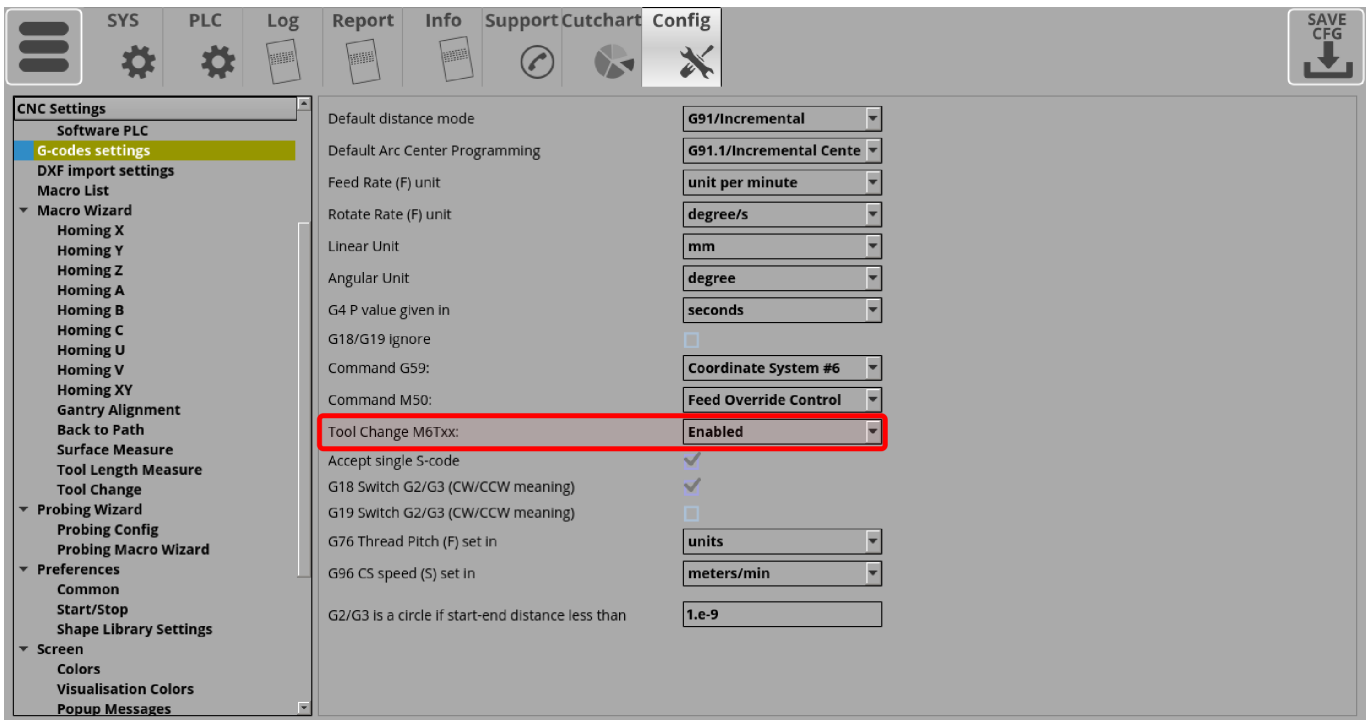 SYS PLC Log Report Info Support Cutchart Config SAVE CFG
CNC Settings
Software PLC
G-codes settings
DXF import settings
Macro List
Macro Wizard
Homing X
Homing Y
Homing Z
Homing A
Homing B
Homing C
Homing U
Homing V
Homing XY
Gantry Alignment
Back to Path
Surface Measure
Tool Length Measure
Tool Change
Probing Wizard
Probing Config
Probing Macro Wizard
Preferences
Common
Start/Stop
Shape Library Settings
Screen
Colors
Visualisation Colors
Popup Messages
Default distance mode G91/Incremental
Default Arc Center Programming G91.1/Incremental Cente
Feed Rate (F) unit unit per minute
Rotate Rate (F) unit degree/s
Linear Unit mm
Angular Unit degree
G4 P value given in seconds
G18/G19 ignore
Command G59: Coordinate System #6
Command M50: Feed Override Control
Tool Change M6Txx: Enabled
Accept single S-code
G18 Switch G2/G3 (CW/CCW meaning)
G19 Switch G2/G3 (CW/CCW meaning)
G76 Thread Pitch (F) set in units
G96 CS speed (S) set in meters/min
G2/G3 is a circle if start-end distance less than 1.e-9